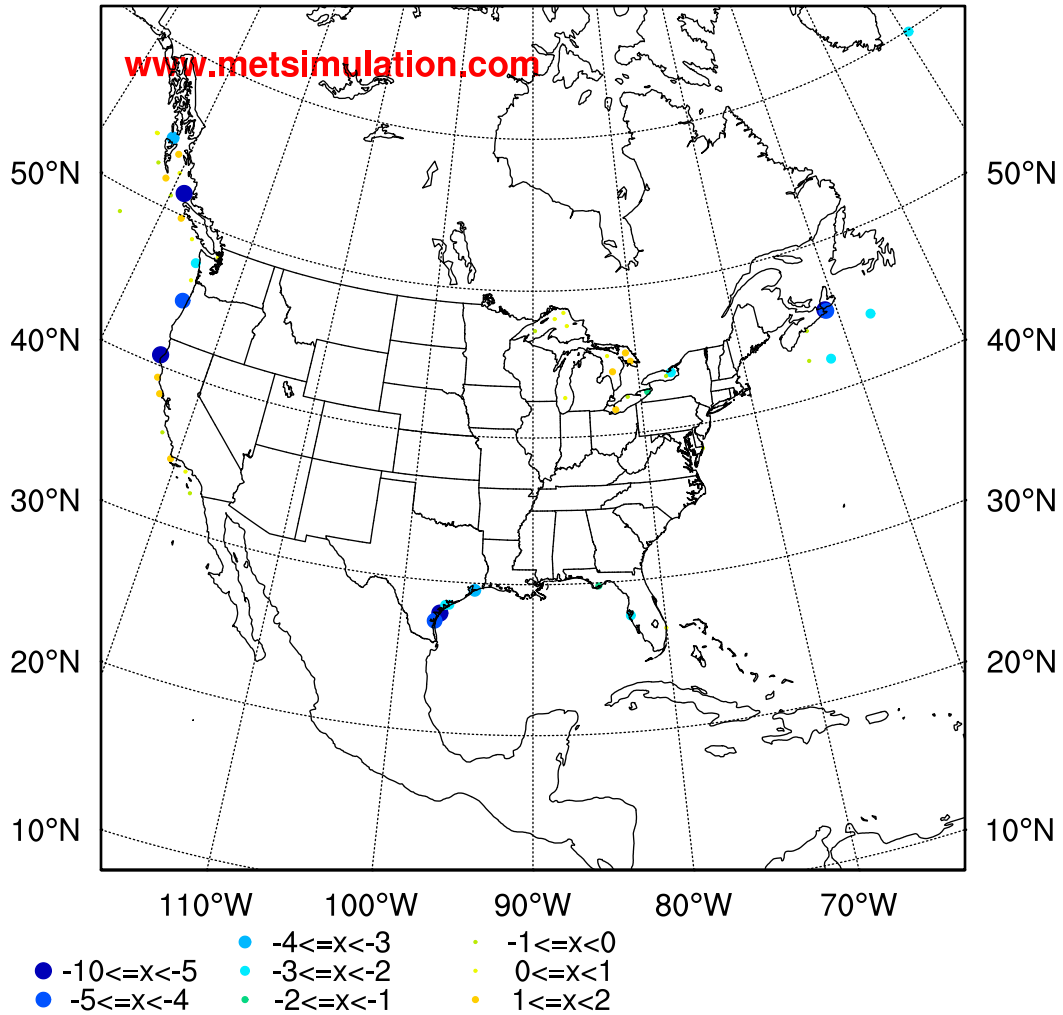 www.metsimulation.com
50°N 50°N
40°N 40°N
30°N 30°N
20°N 20°N
10°N 10°N
110°W 100°W 90°W 80°W 70°W
-4<=x<-3 -1<=x<0
-10<=x<-5 -3<=x<-2 0<=x<1
-5<=x<-4 -2<=x<-1 1<=x<2